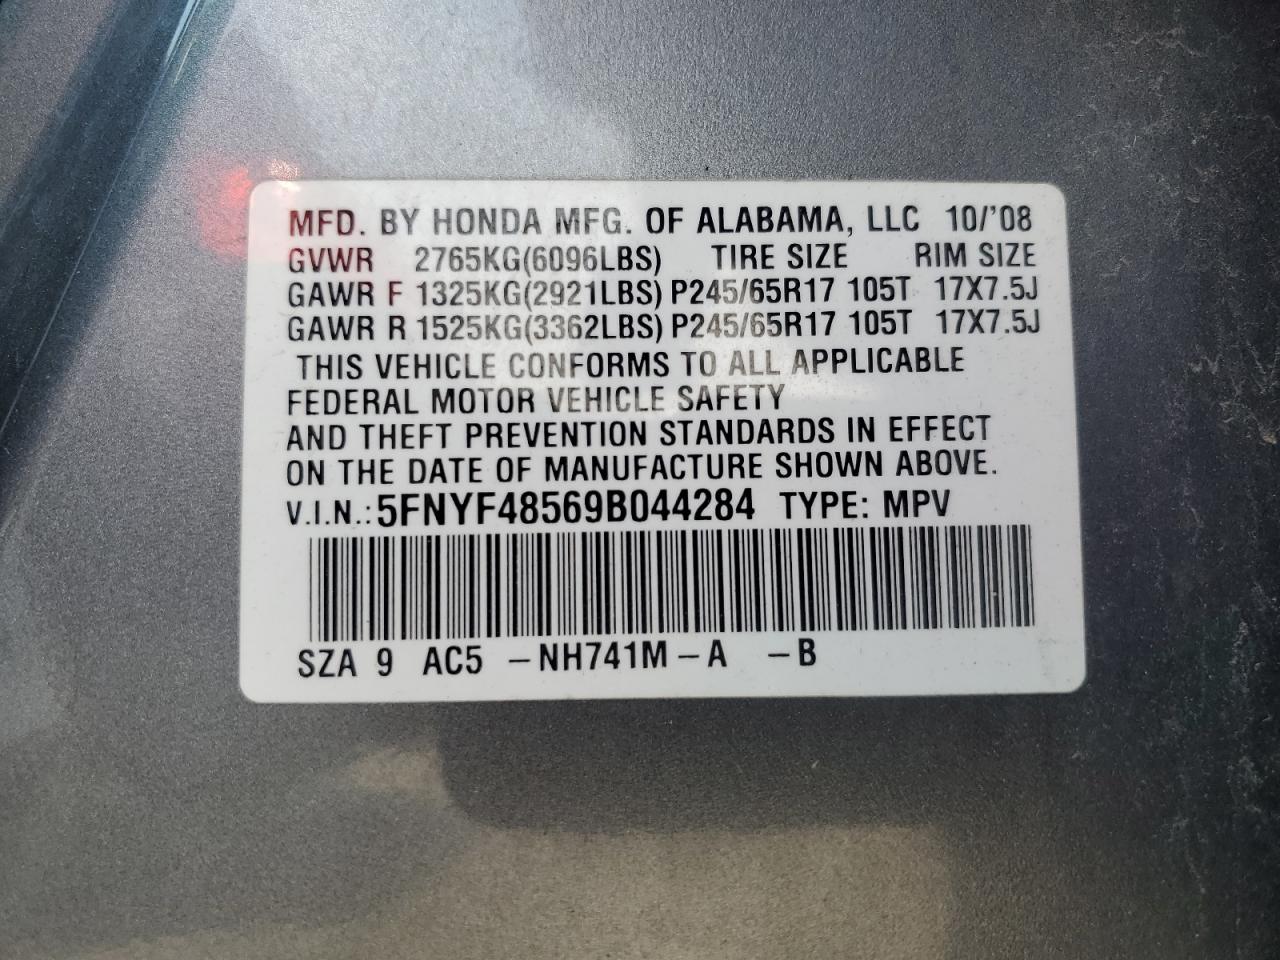 MFD. BY HONDA MFG. OF ALABAMA, LLC 10/'08
GVWR 2765KG(6096LBS) TIRE SIZE RIM SIZE
GAWR F 1325KG(2921LBS) P245/65R17 105T 17X7.5J
GAWR R 1525KG(3362LBS) P245/65R17 105T 17X7.5J
THIS VEHICLE CONFORMS TO ALL APPLICABLE
FEDERAL MOTOR VEHICLE SAFETY
AND THEFT PREVENTION STANDARDS IN EFFECT
ON THE DATE OF MANUFACTURE SHOWN ABOVE.
V.I.N.: 5FNYF48569B044284 TYPE: MPV
SZA 9 AC5 –NH741M–A –B